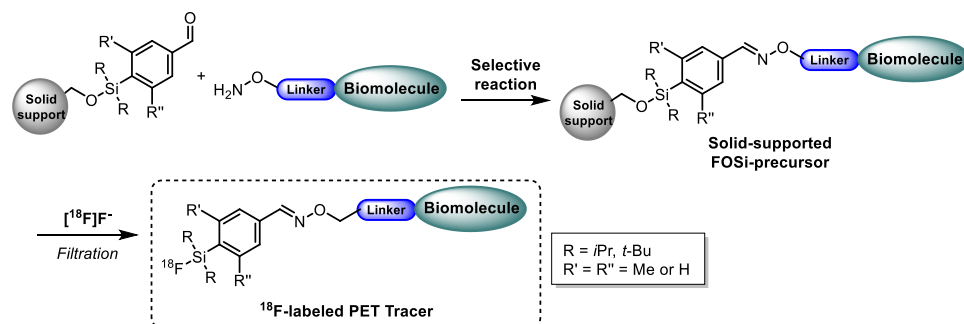 O
R'
R
Si
O
R
R"
Solid
support
+
H₂N
O
Linker
Biomolecule
Selective
reaction
R'
R
Si
O
R
R"
N
O
Linker
Biomolecule
Solid
support
Solid-supported
FOSi-precursor
[¹⁸F]F⁻
Filtration
R'
R
Si
¹⁸F
R
R"
N
O
Linker
Biomolecule
R = iPr, t-Bu
R' = R" = Me or H
¹⁸F-labeled PET Tracer